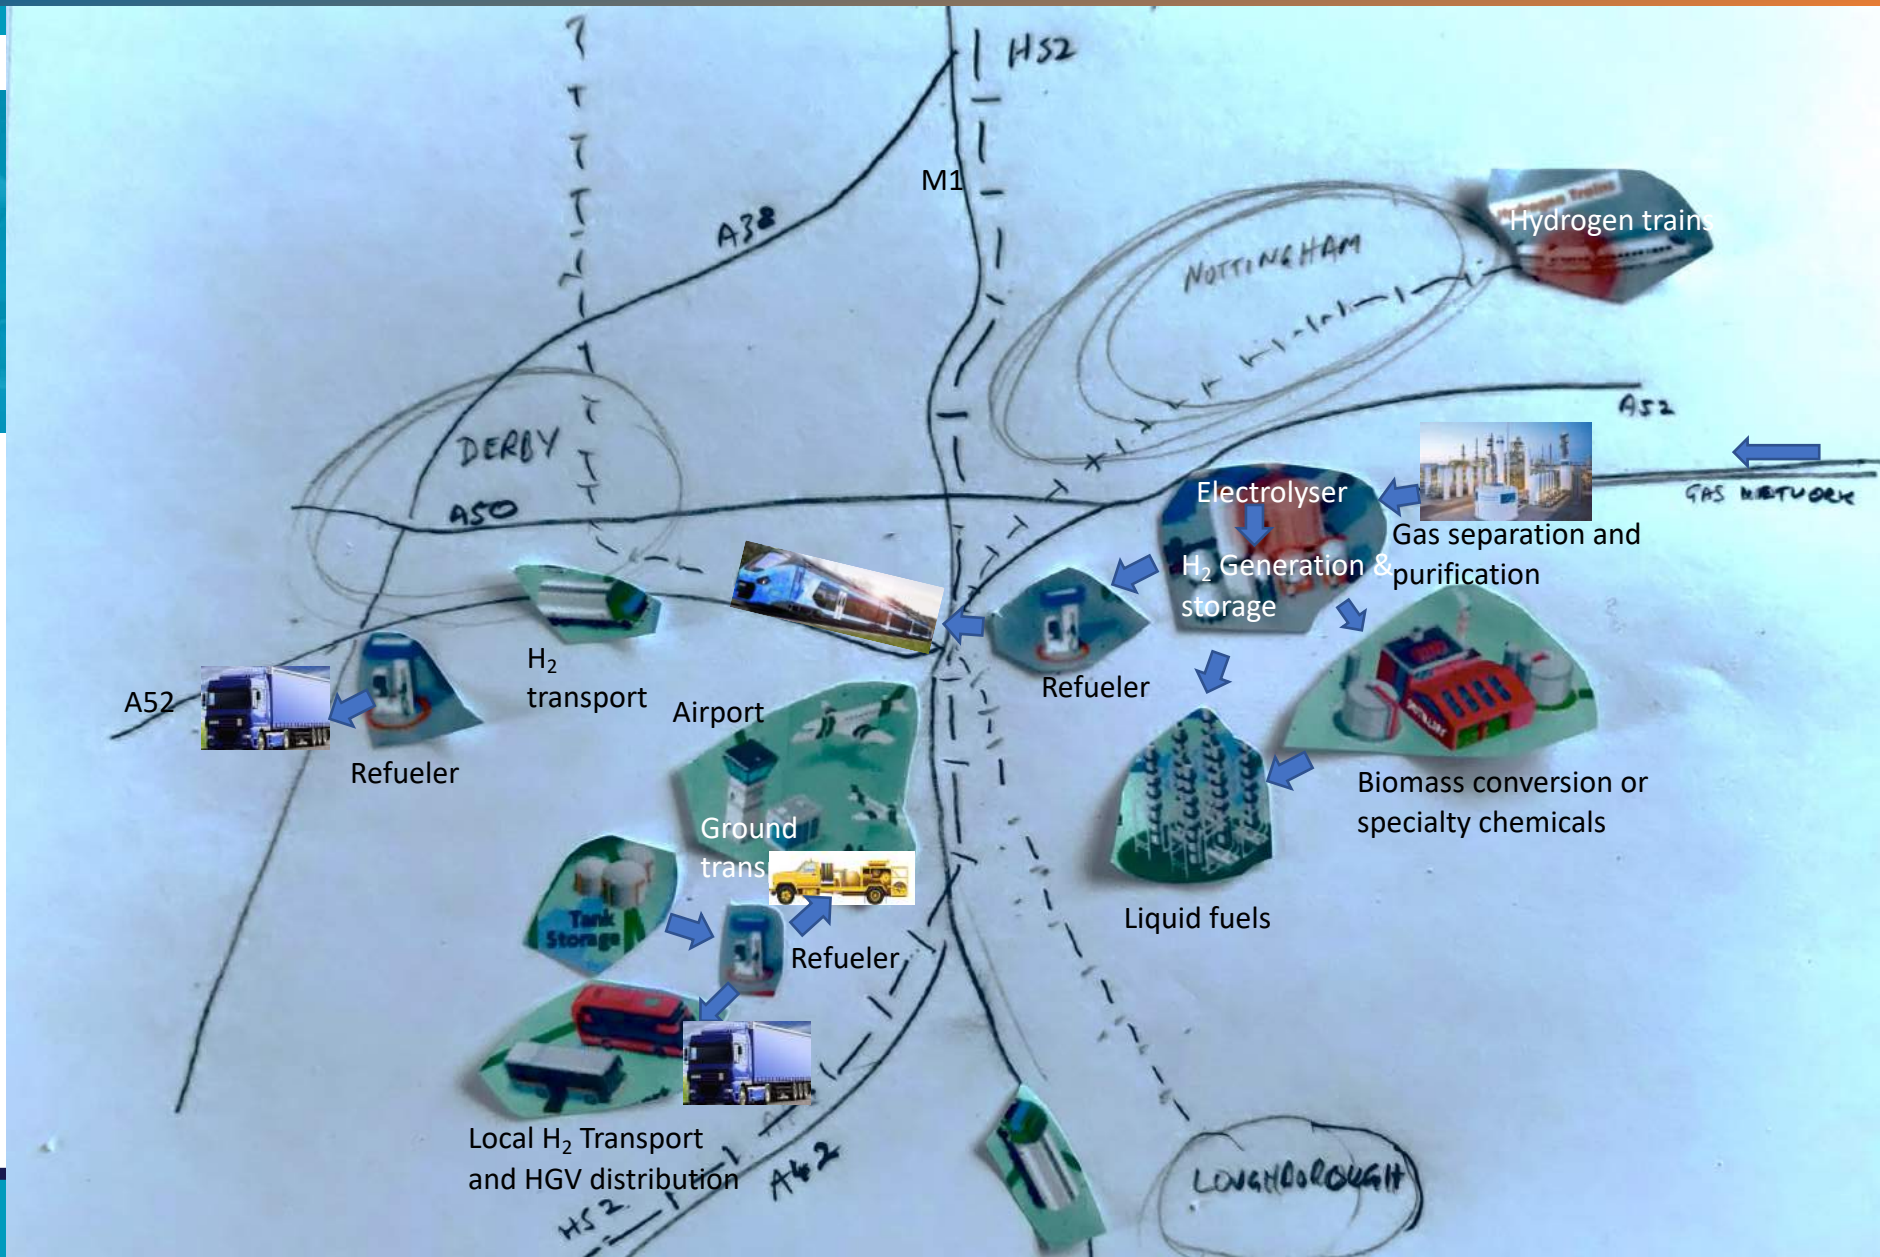 HS2
M1
A38
Hydrogen Trains
Hydrogen trains
NOTTINGHAM
A52
DERBY
A50
GAS NETWORK
Electrolyser
H₂ Generation &
storage
Gas separation and
purification
A52
H₂
transport
Refueler
Airport
Refueler
Ground
trans
Biomass conversion or
specialty chemicals
Liquid fuels
Tank
Storage
Refueler
Local H₂ Transport
and HGV distribution
A42
HS2
LOUGHBOROUGH